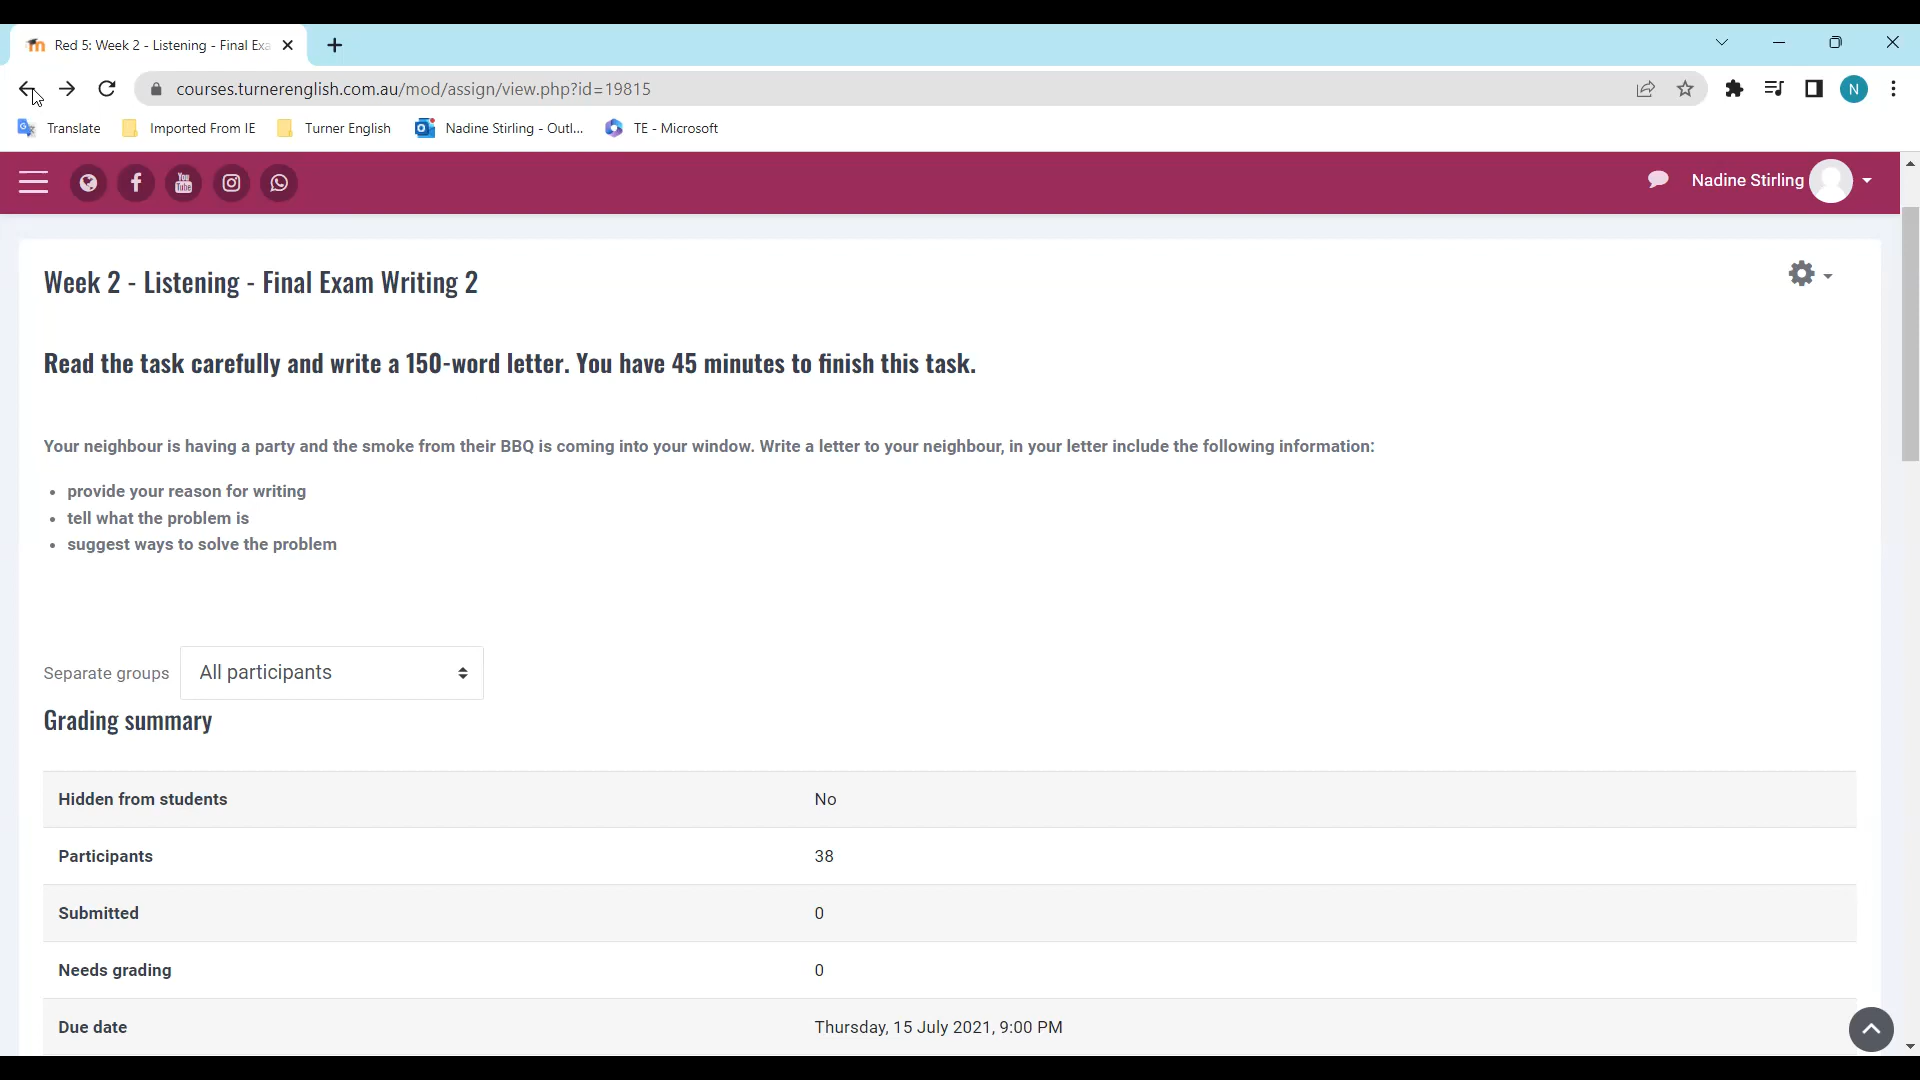 Red 5: Week 2 - Listening - Final Exa
courses.turnerenglish.com.au/mod/assign/view.php?id=19815
N
Translate
Imported From IE
Turner English
Nadine Stirling - Outl...
TE - Microsoft
You Tube
Nadine Stirling
Week 2 - Listening - Final Exam Writing 2
Read the task carefully and write a 150-word letter. You have 45 minutes to finish this task.
Your neighbour is having a party and the smoke from their BBQ is coming into your window. Write a letter to your neighbour, in your letter include the following information:
• provide your reason for writing
• tell what the problem is
• suggest ways to solve the problem
Separate groups All participants
Grading summary
Hidden from students No
Participants 38
Submitted 0
Needs grading 0
Due date Thursday, 15 July 2021, 9:00 PM